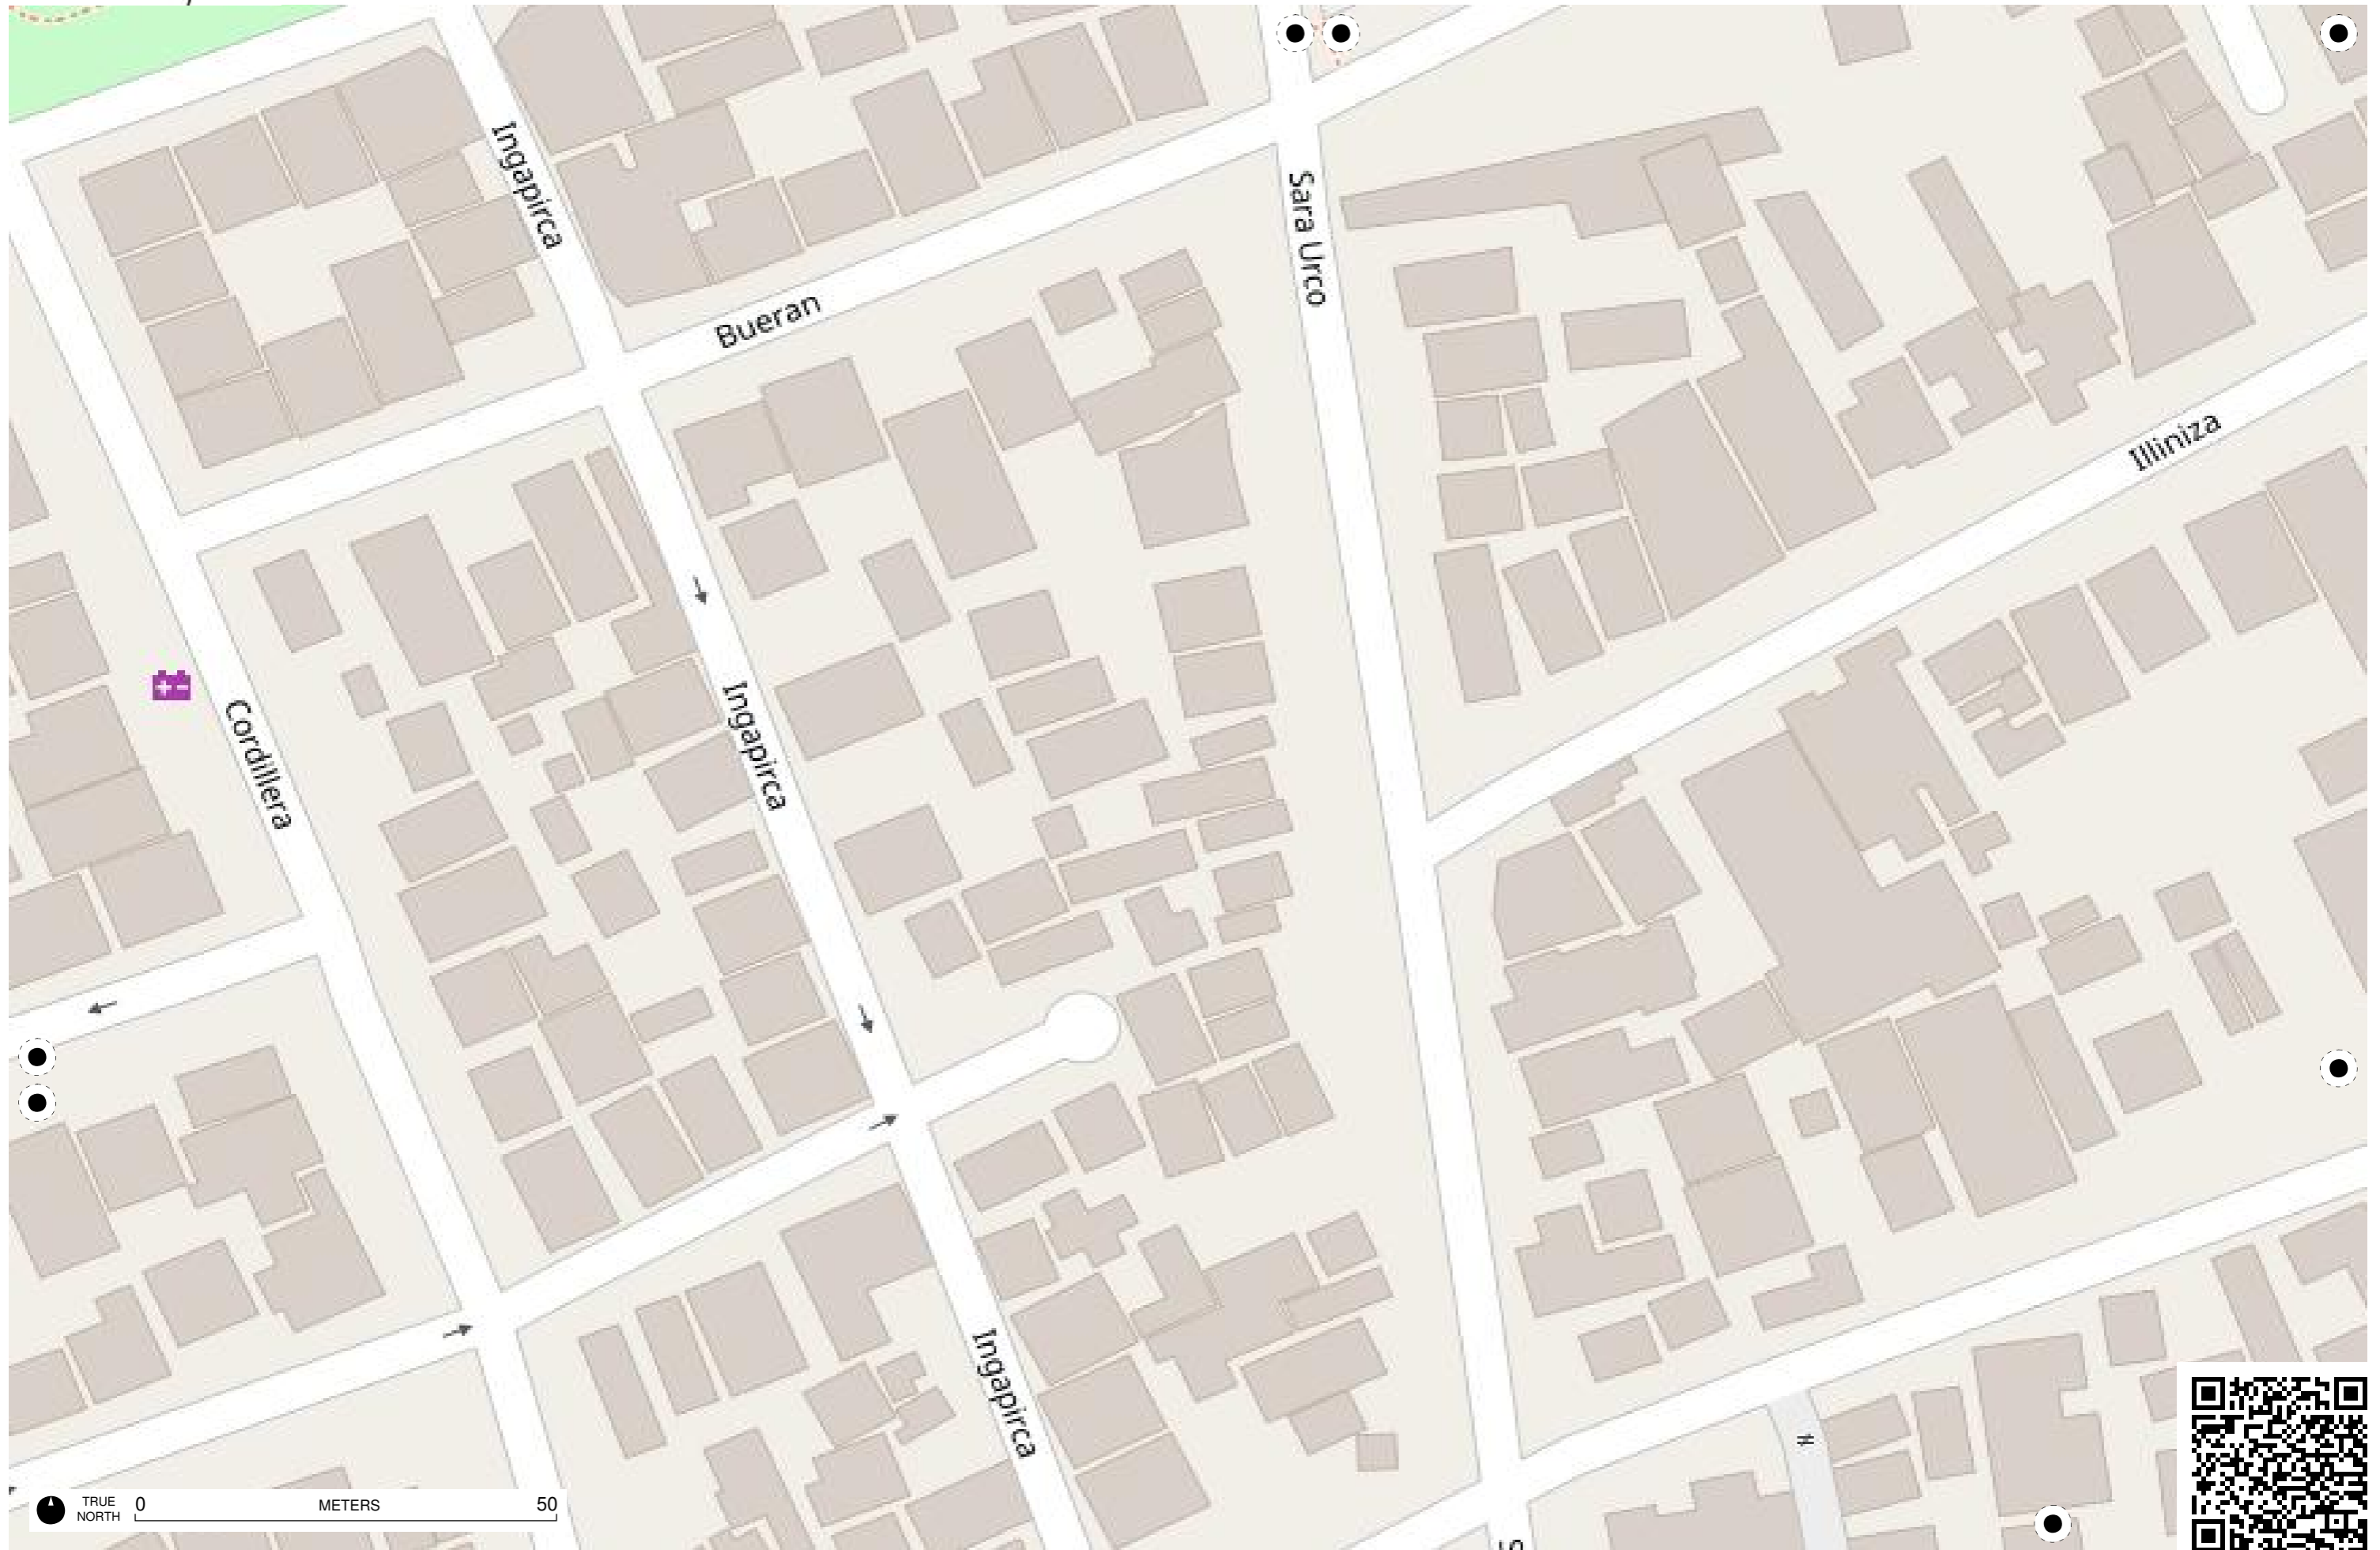 Ingapirca
Sara Urco
Bueran
Illiniza
Ingapirca
Cordillera
Ingapirca
TRUE
NORTH
0 METERS 50